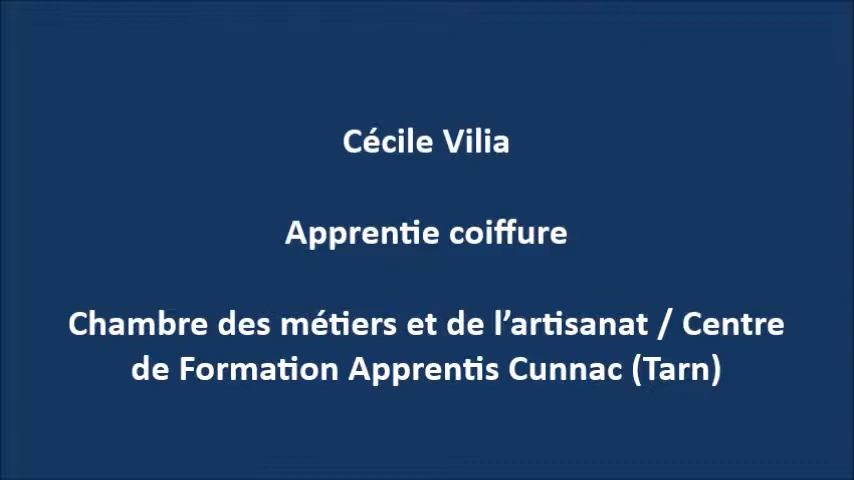 Cécile Vilia
Apprentie coiffure
Chambre des métiers et de l’artisanat / Centre
de Formation Apprentis Cunnac (Tarn)